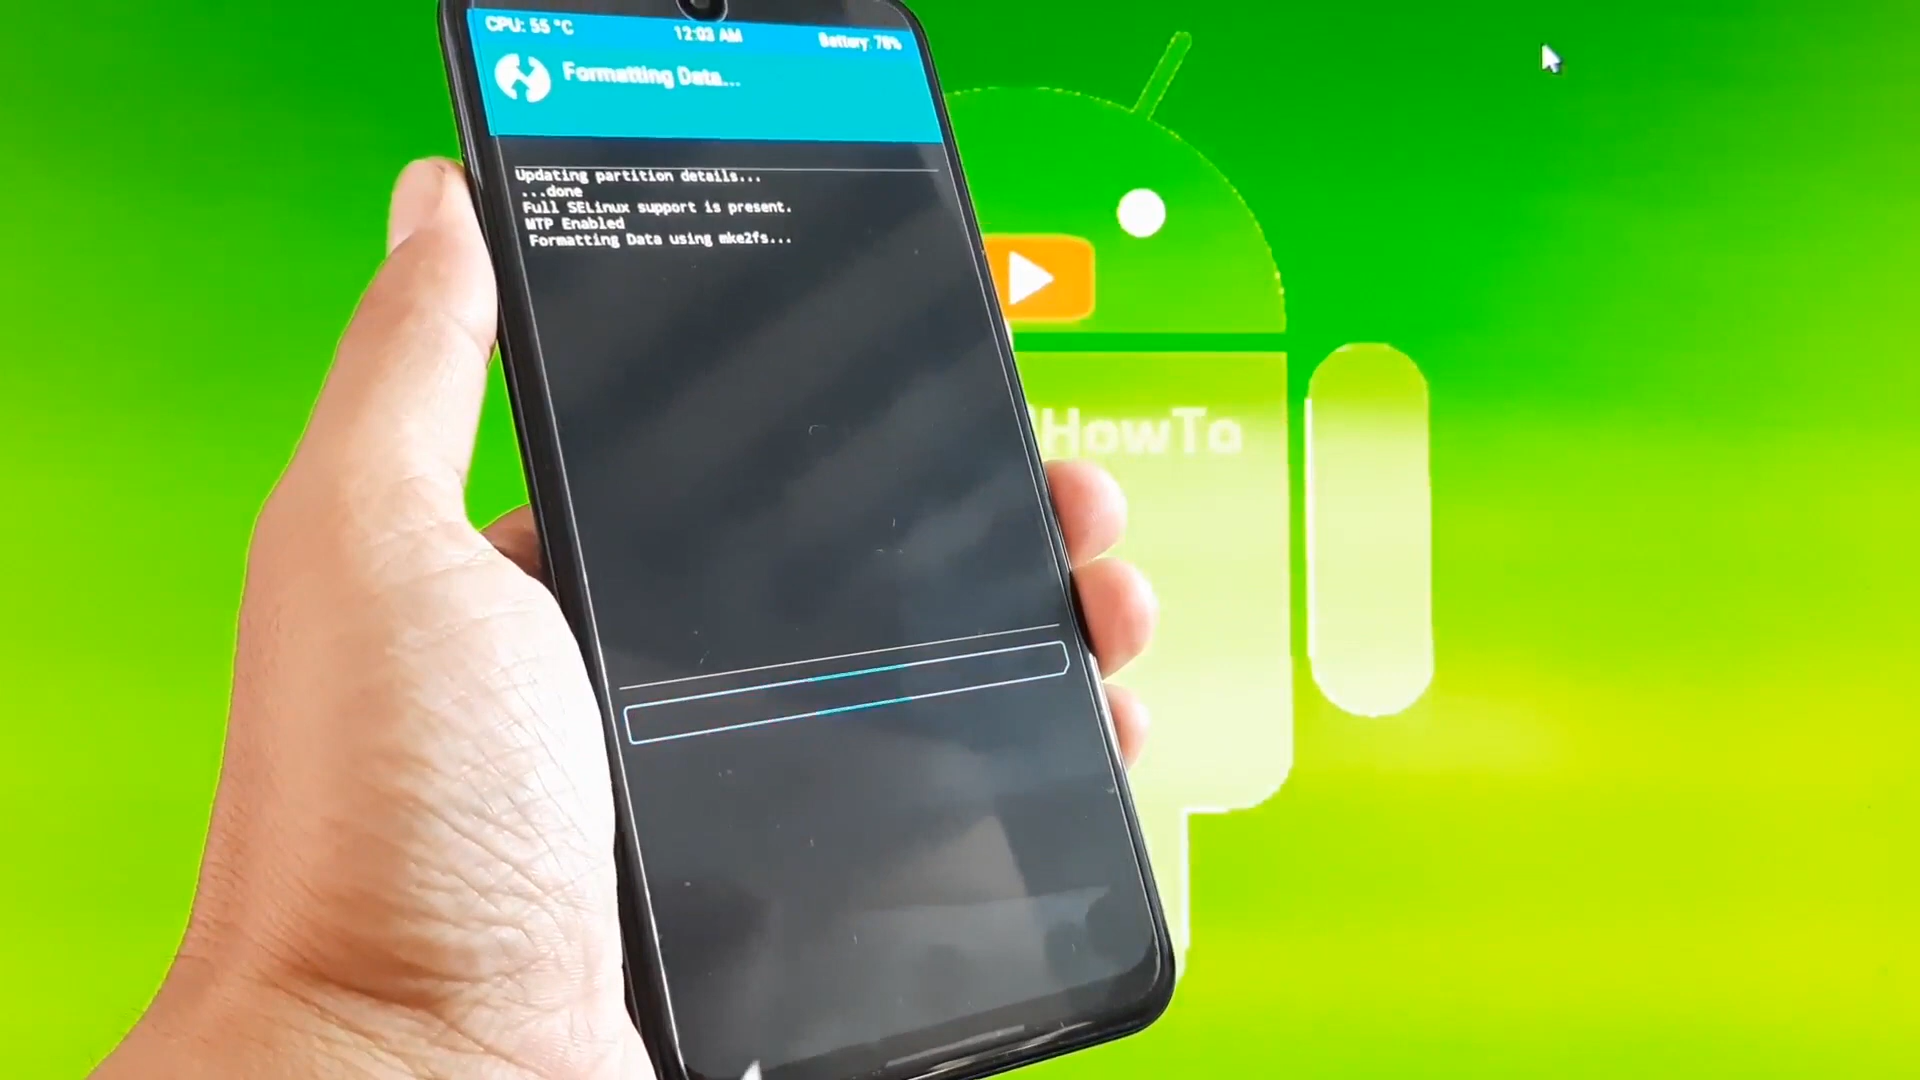 CPU: 55 °C
12:03 AM
Battery: 78%
Formatting Data...
Updating partition details...
...done
Full SELinux support is present.
MTP Enabled
Formatting Data using mke2fs...
HowTo